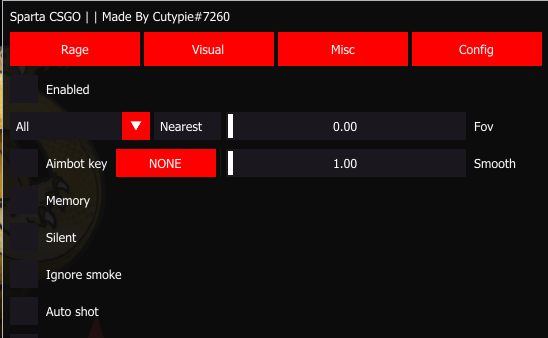 Sparta CSGO | | Made By Cutypie#7260
Rage Visual Misc Config
Enabled
All Nearest 0.00 Fov
Aimbot key NONE 1.00 Smooth
Memory
Silent
Ignore smoke
Auto shot